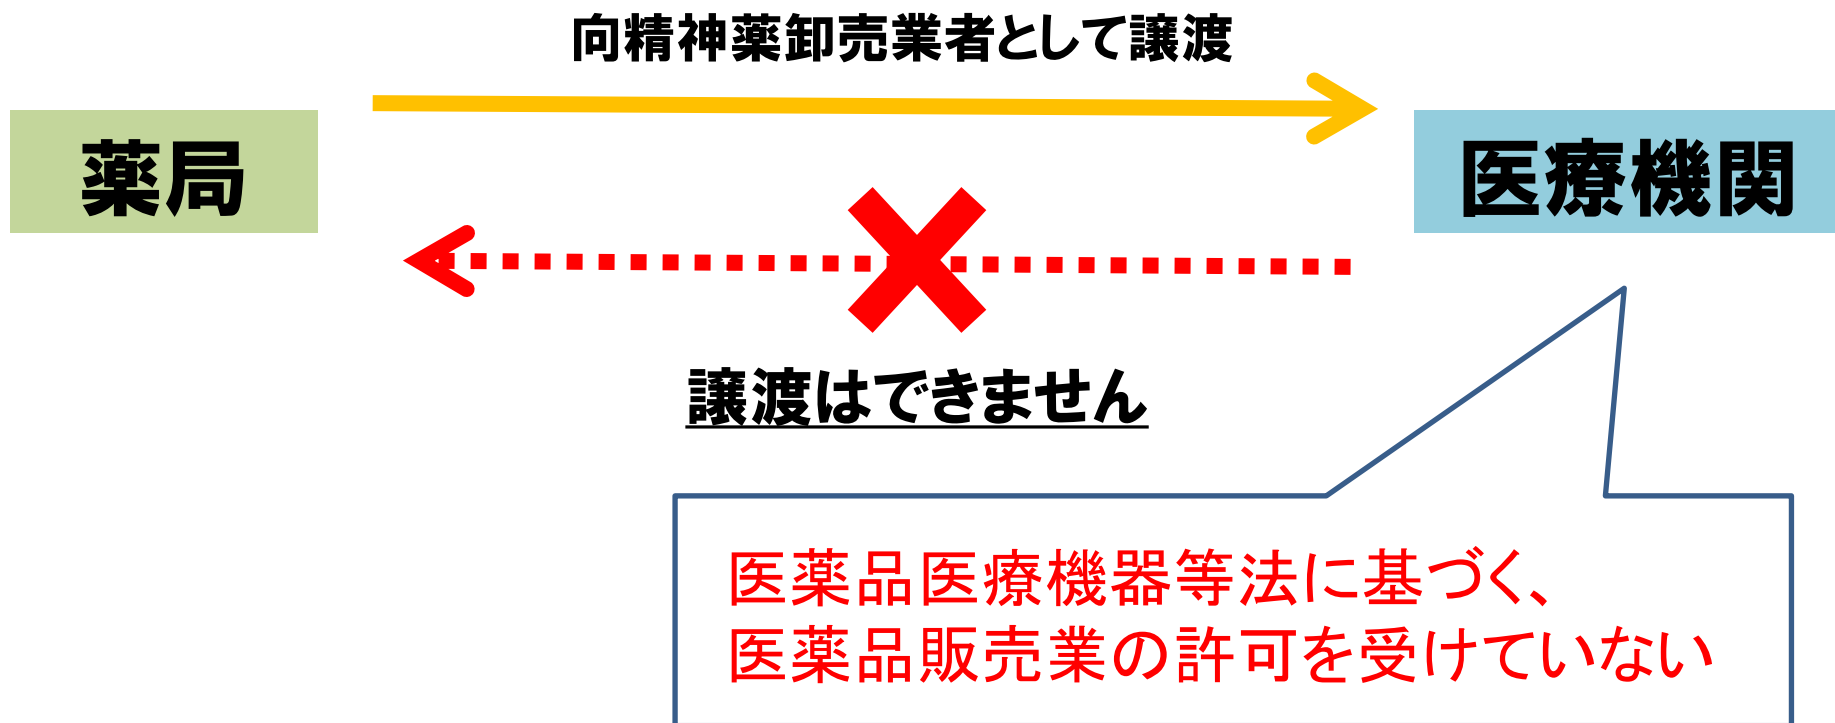 向精神薬卸売業者として譲渡
薬局
医療機関
譲渡はできません
医薬品医療機器等法に基づく、
医薬品販売業の許可を受けていない